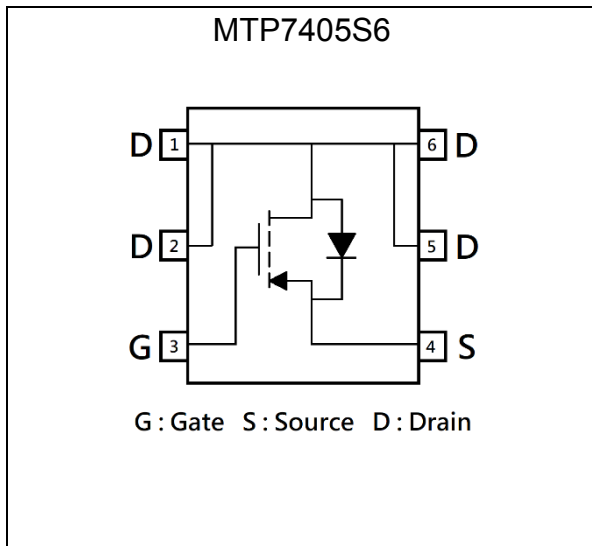 MTP7405S6
D 1 6 D
D 2 5 D
G 3 4 S
G : Gate S : Source D : Drain